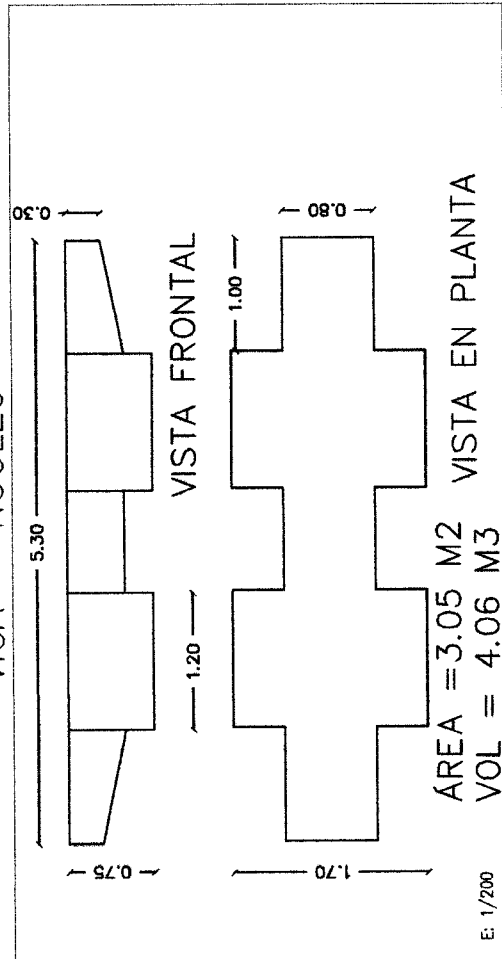 5.30
0.30
0.75
1.20
VISTA FRONTAL
1.00
0.80
1.70
ÁREA =3.05 M2
VISTA EN PLANTA
VOL = 4.06 M3
E: 1/200